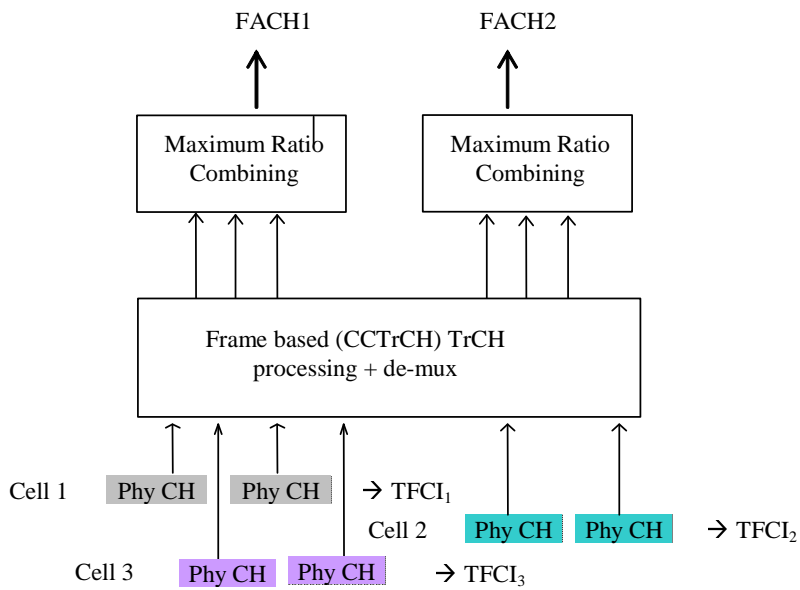 FACH1
FACH2
Maximum Ratio
Combining
Maximum Ratio
Combining
Frame based (CCTrCH) TrCH
processing + de-mux
Cell 1 Phy CH Phy CH → TFCI₁
Cell 2 Phy CH Phy CH → TFCI₂
Cell 3 Phy CH Phy CH → TFCI₃